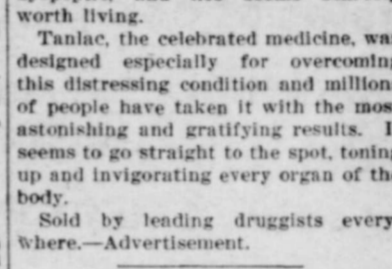 worth living.
Tanlac, the celebrated medicine, wa
designed especially for overcomin
this distressing condition and million
of people have taken it with the mos
astonishing and gratifying results. I
seems to go straight to the spot, tonin
up and invigorating every organ of th
body.
Sold by leading druggists every
where.—Advertisement.